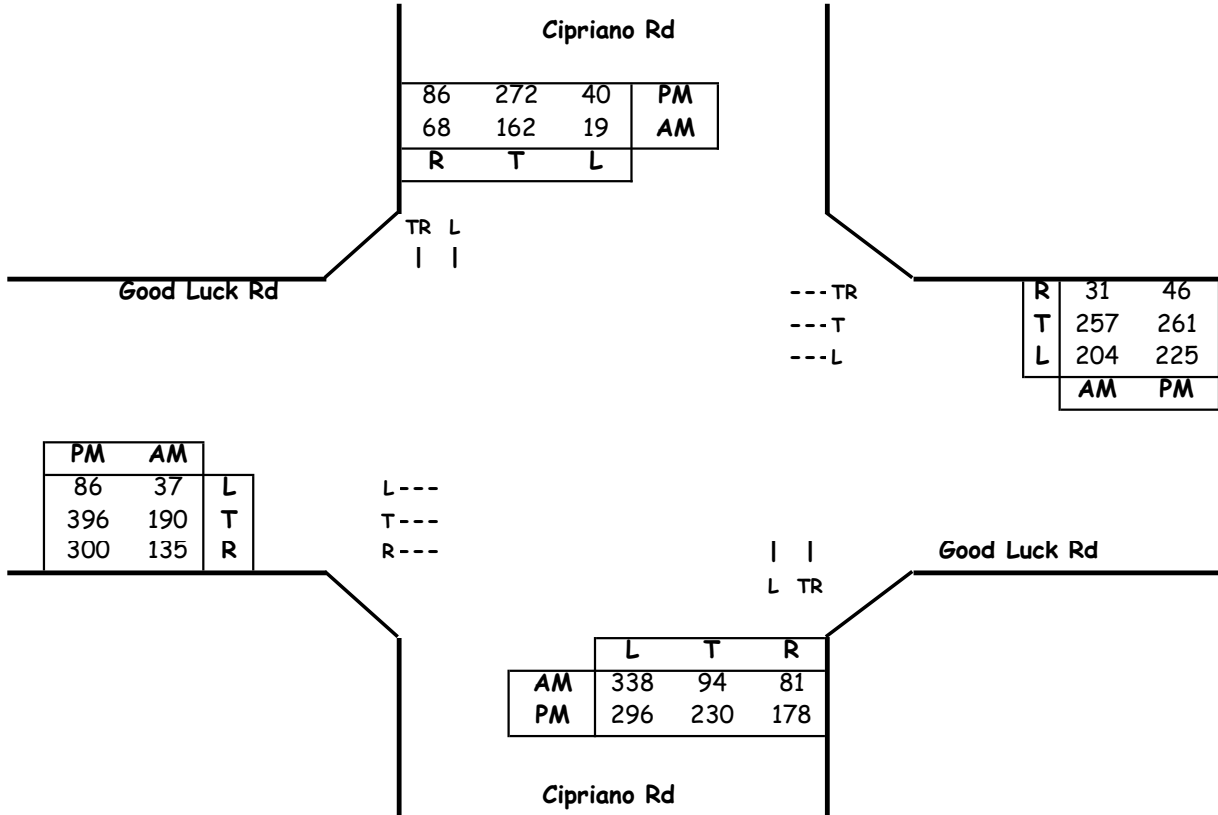 Cipriano Rd
86 272 40 PM
68 162 19 AM
R T L
TR L
Good Luck Rd
TR
T
L
R 31 46
T 257 261
L 204 225
AM PM
PM AM
86 37 L
396 190 T
300 135 R
L
T
R
L TR
Good Luck Rd
L T R
AM 338 94 81
PM 296 230 178
Cipriano Rd